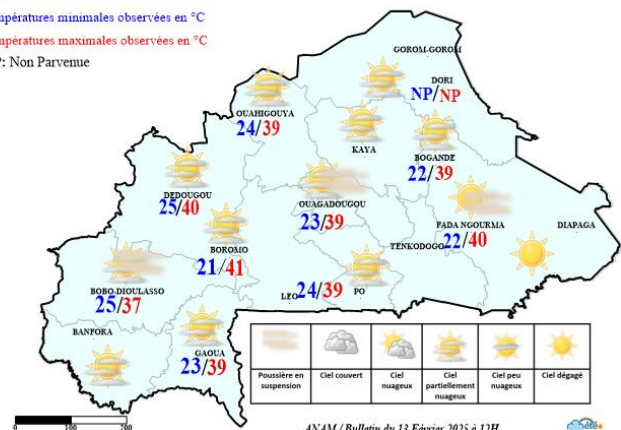 mpératures minimales observées en °C
mpératures maximales observées en °C
P: Non Parvenue
GOROM-GOROM
DORI
NP/NP
OUAHIGOUYA
24/39
KAYA
BOGANDE
22/39
DEDOUGOU
25/40
OUAGADOUGOU
23/39
FADA NGOURMA
22/40
DIAPAGA
BOROMO
21/41
TENKODOGO
BOBO-DIOULASSO
25/37
LEO
24/39
PO
BANFORA
GAOUA
23/39
Poussière en suspension
Ciel couvert
Ciel nuageux
Ciel partiellement nuageux
Ciel peu nuageux
Ciel dégagé
0 100 200
ANAM / Bulletin du 13 Février 2025 à 12H